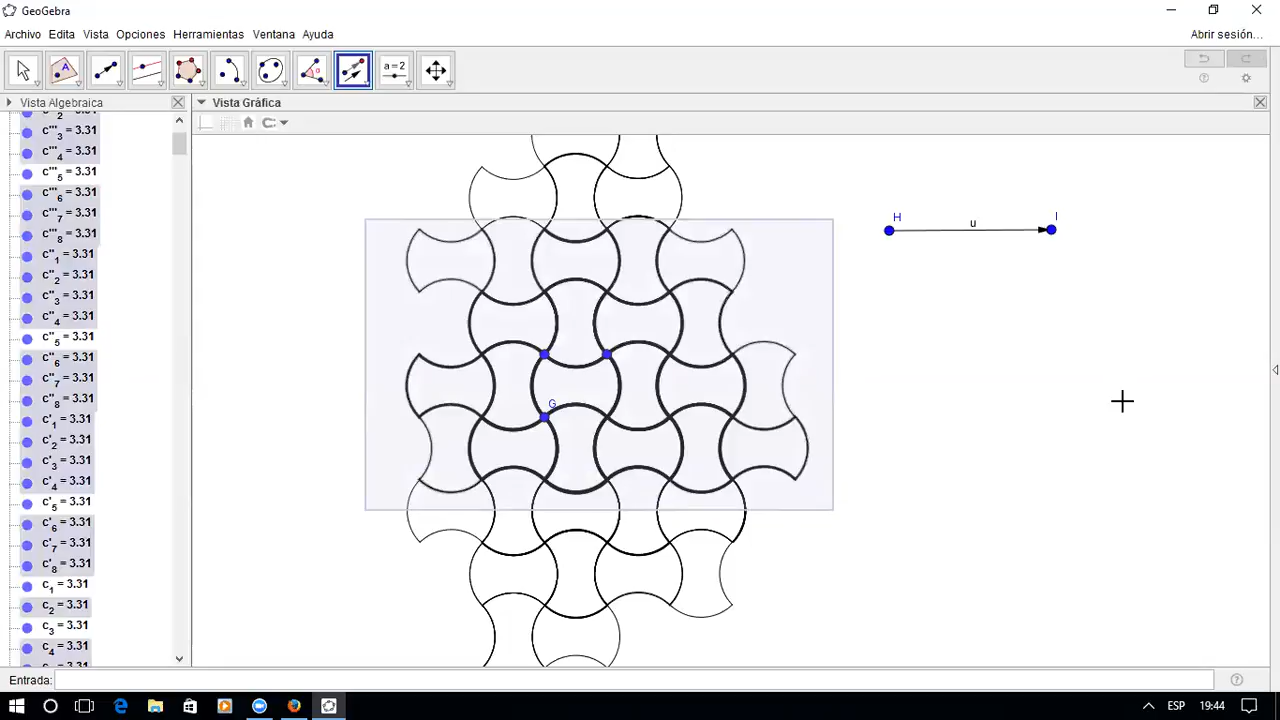 GeoGebra
Archivo Edita Vista Opciones Herramientas Ventana Ayuda
Abrir sesión...
A
α
a = 2
Vista Algebraica
Vista Gráfica
2
c'''3 = 3.31
c'''4 = 3.31
c'''5 = 3.31
c'''6 = 3.31
c'''7 = 3.31
c'''8 = 3.31
c''1 = 3.31
c''2 = 3.31
c''3 = 3.31
c''4 = 3.31
c''5 = 3.31
c''6 = 3.31
c''7 = 3.31
c''8 = 3.31
c'1 = 3.31
c'2 = 3.31
c'3 = 3.31
c'4 = 3.31
c'5 = 3.31
c'6 = 3.31
c'7 = 3.31
c'8 = 3.31
c1 = 3.31
c2 = 3.31
c3 = 3.31
c4 = 3.31
H
u
I
G
Entrada:
ESP
19:44